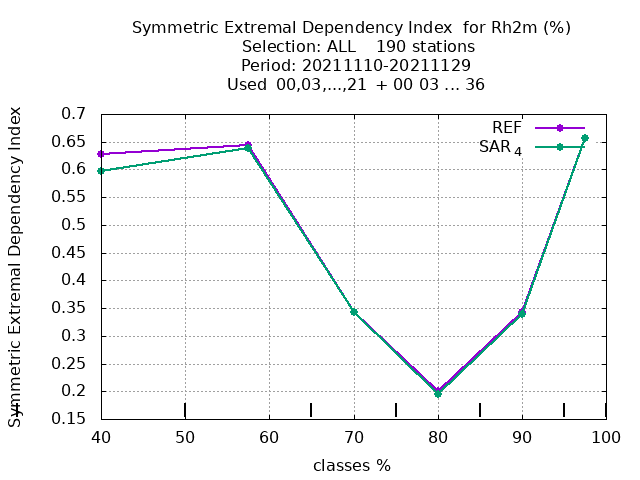 Symmetric Extremal Dependency Index for Rh2m (%)
Selection: ALL 190 stations
Period: 20211110-20211129
Used 00,03,...,21 + 00 03 ... 36
Symmetric Extremal Dependency Index
0.7
0.65
0.6
0.55
0.5
0.45
0.4
0.35
0.3
0.25
0.2
0.15
REF
SAR 4
40 50 60 70 80 90 100
classes %